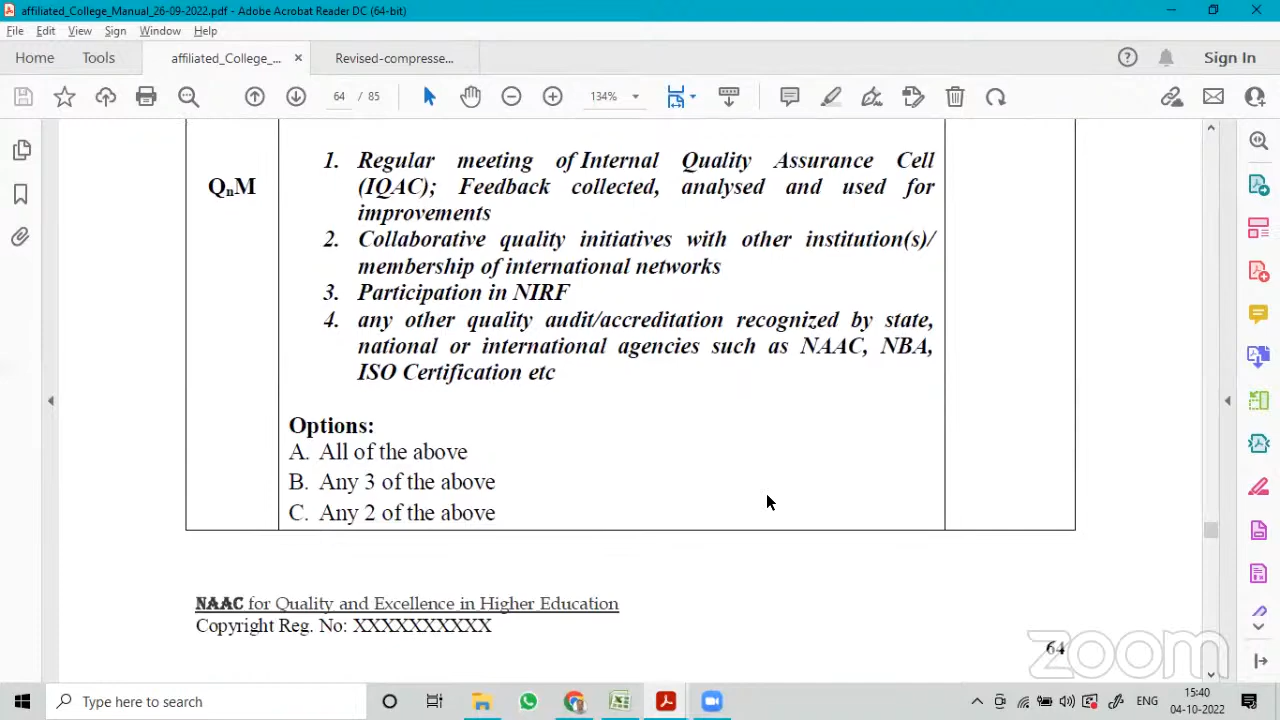 affiliated_College_Manual_26-09-2022.pdf - Adobe Acrobat Reader DC (64-bit)
File Edit View Sign Window Help
Home Tools affiliated_College_... × Revised-compresse... Sign In
64 / 85 134%
1. Regular meeting of Internal Quality Assurance Cell
QnM (IQAC); Feedback collected, analysed and used for
improvements
2. Collaborative quality initiatives with other institution(s)/
membership of international networks
3. Participation in NIRF
4. any other quality audit/accreditation recognized by state,
national or international agencies such as NAAC, NBA,
ISO Certification etc
Options:
A. All of the above
B. Any 3 of the above
C. Any 2 of the above
NAAC for Quality and Excellence in Higher Education
Copyright Reg. No: XXXXXXXXXX
64
zoom
Type here to search
ENG
15:40
04-10-2022